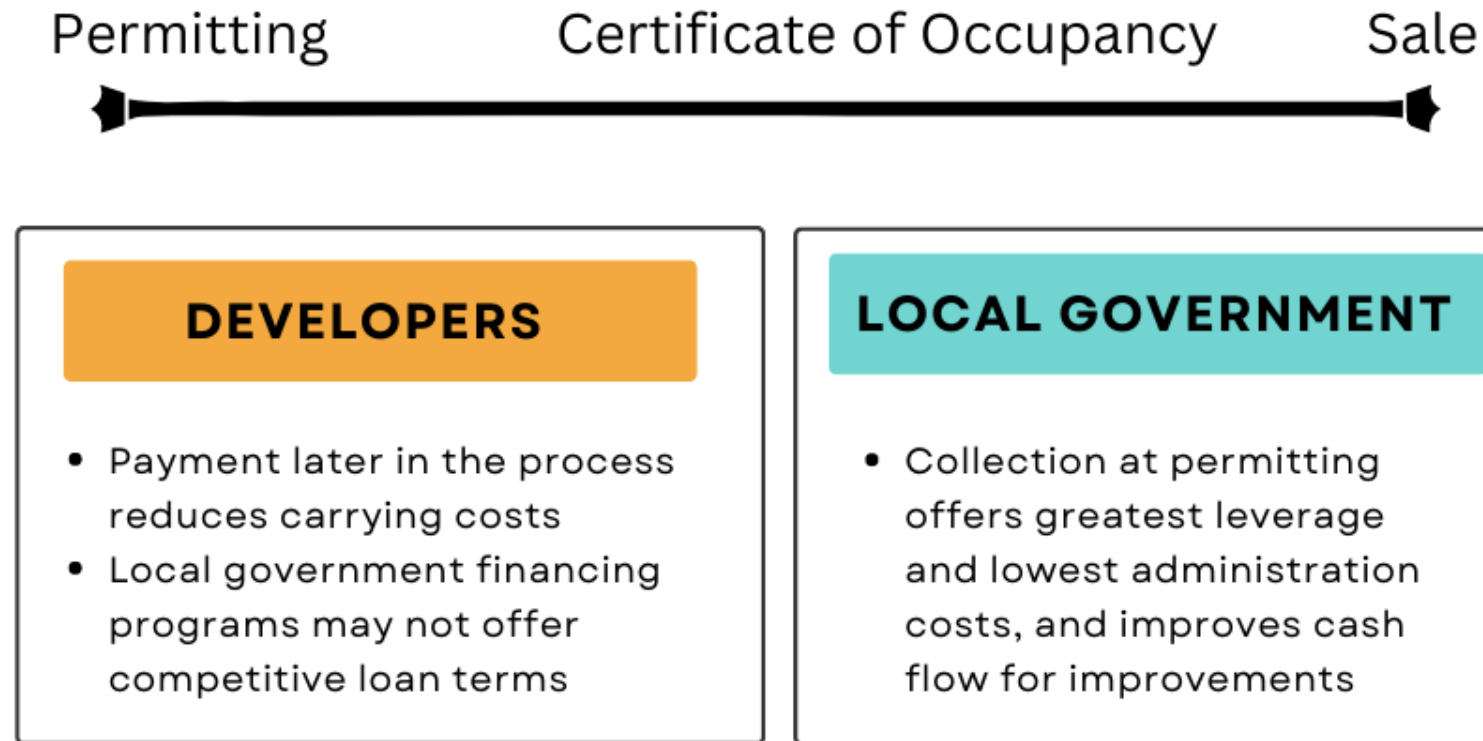 Permitting Certificate of Occupancy Sale
DEVELOPERS
• Payment later in the process
reduces carrying costs
• Local government financing
programs may not offer
competitive loan terms
LOCAL GOVERNMENT
• Collection at permitting
offers greatest leverage
and lowest administration
costs, and improves cash
flow for improvements